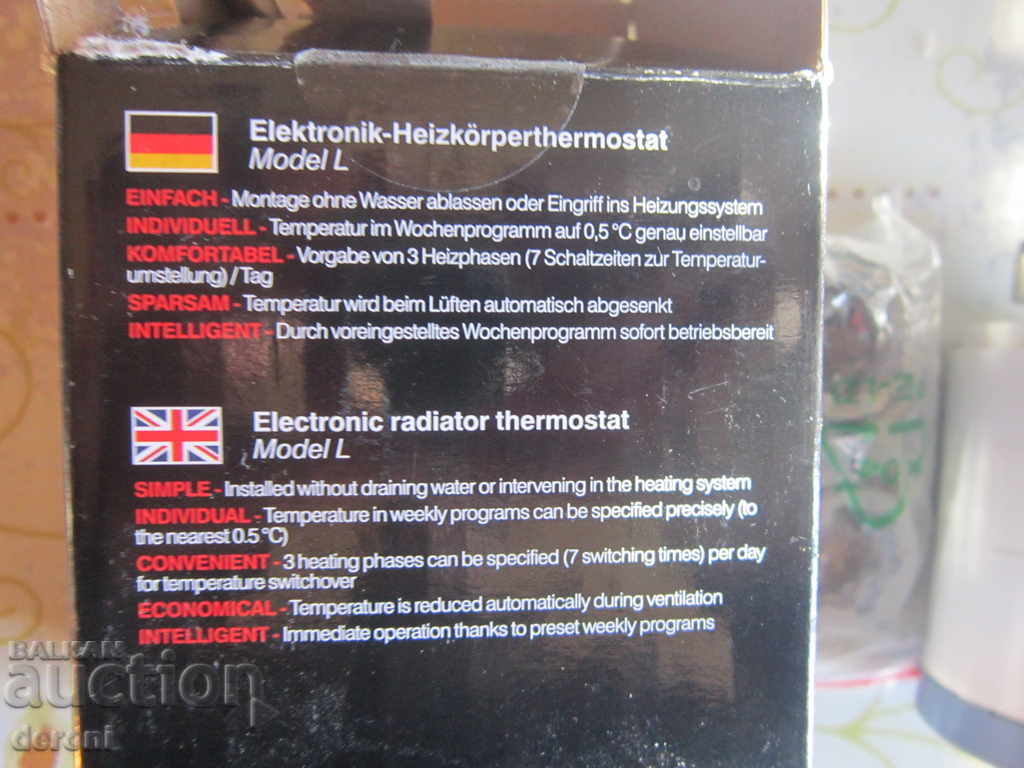 Elektronik-Heizkörperthermostat
Model L
EINFACH - Montage ohne Wasser ablassen oder Eingriff ins Heizungssystem
INDIVIDUELL - Temperatur im Wochenprogramm auf 0,5 °C genau einstellbar
KOMFORTABEL - Vorgabe von 3 Heizphasen (7 Schaltzeiten zur Temperatur-
umstellung) / Tag
SPARSAM - Temperatur wird beim Lüften automatisch abgesenkt
INTELLIGENT - Durch voreingestelltes Wochenprogramm sofort betriebsbereit
Electronic radiator thermostat
Model L
SIMPLE - Installed without draining water or intervening in the heating system
INDIVIDUAL - Temperature in weekly programs can be specified precisely (to
the nearest 0.5 °C)
CONVENIENT - 3 heating phases can be specified (7 switching times) per day
for temperature switchover
ECONOMICAL - Temperature is reduced automatically during ventilation
INTELLIGENT - Immediate operation thanks to preset weekly programs
BALKAN
auction
deroni